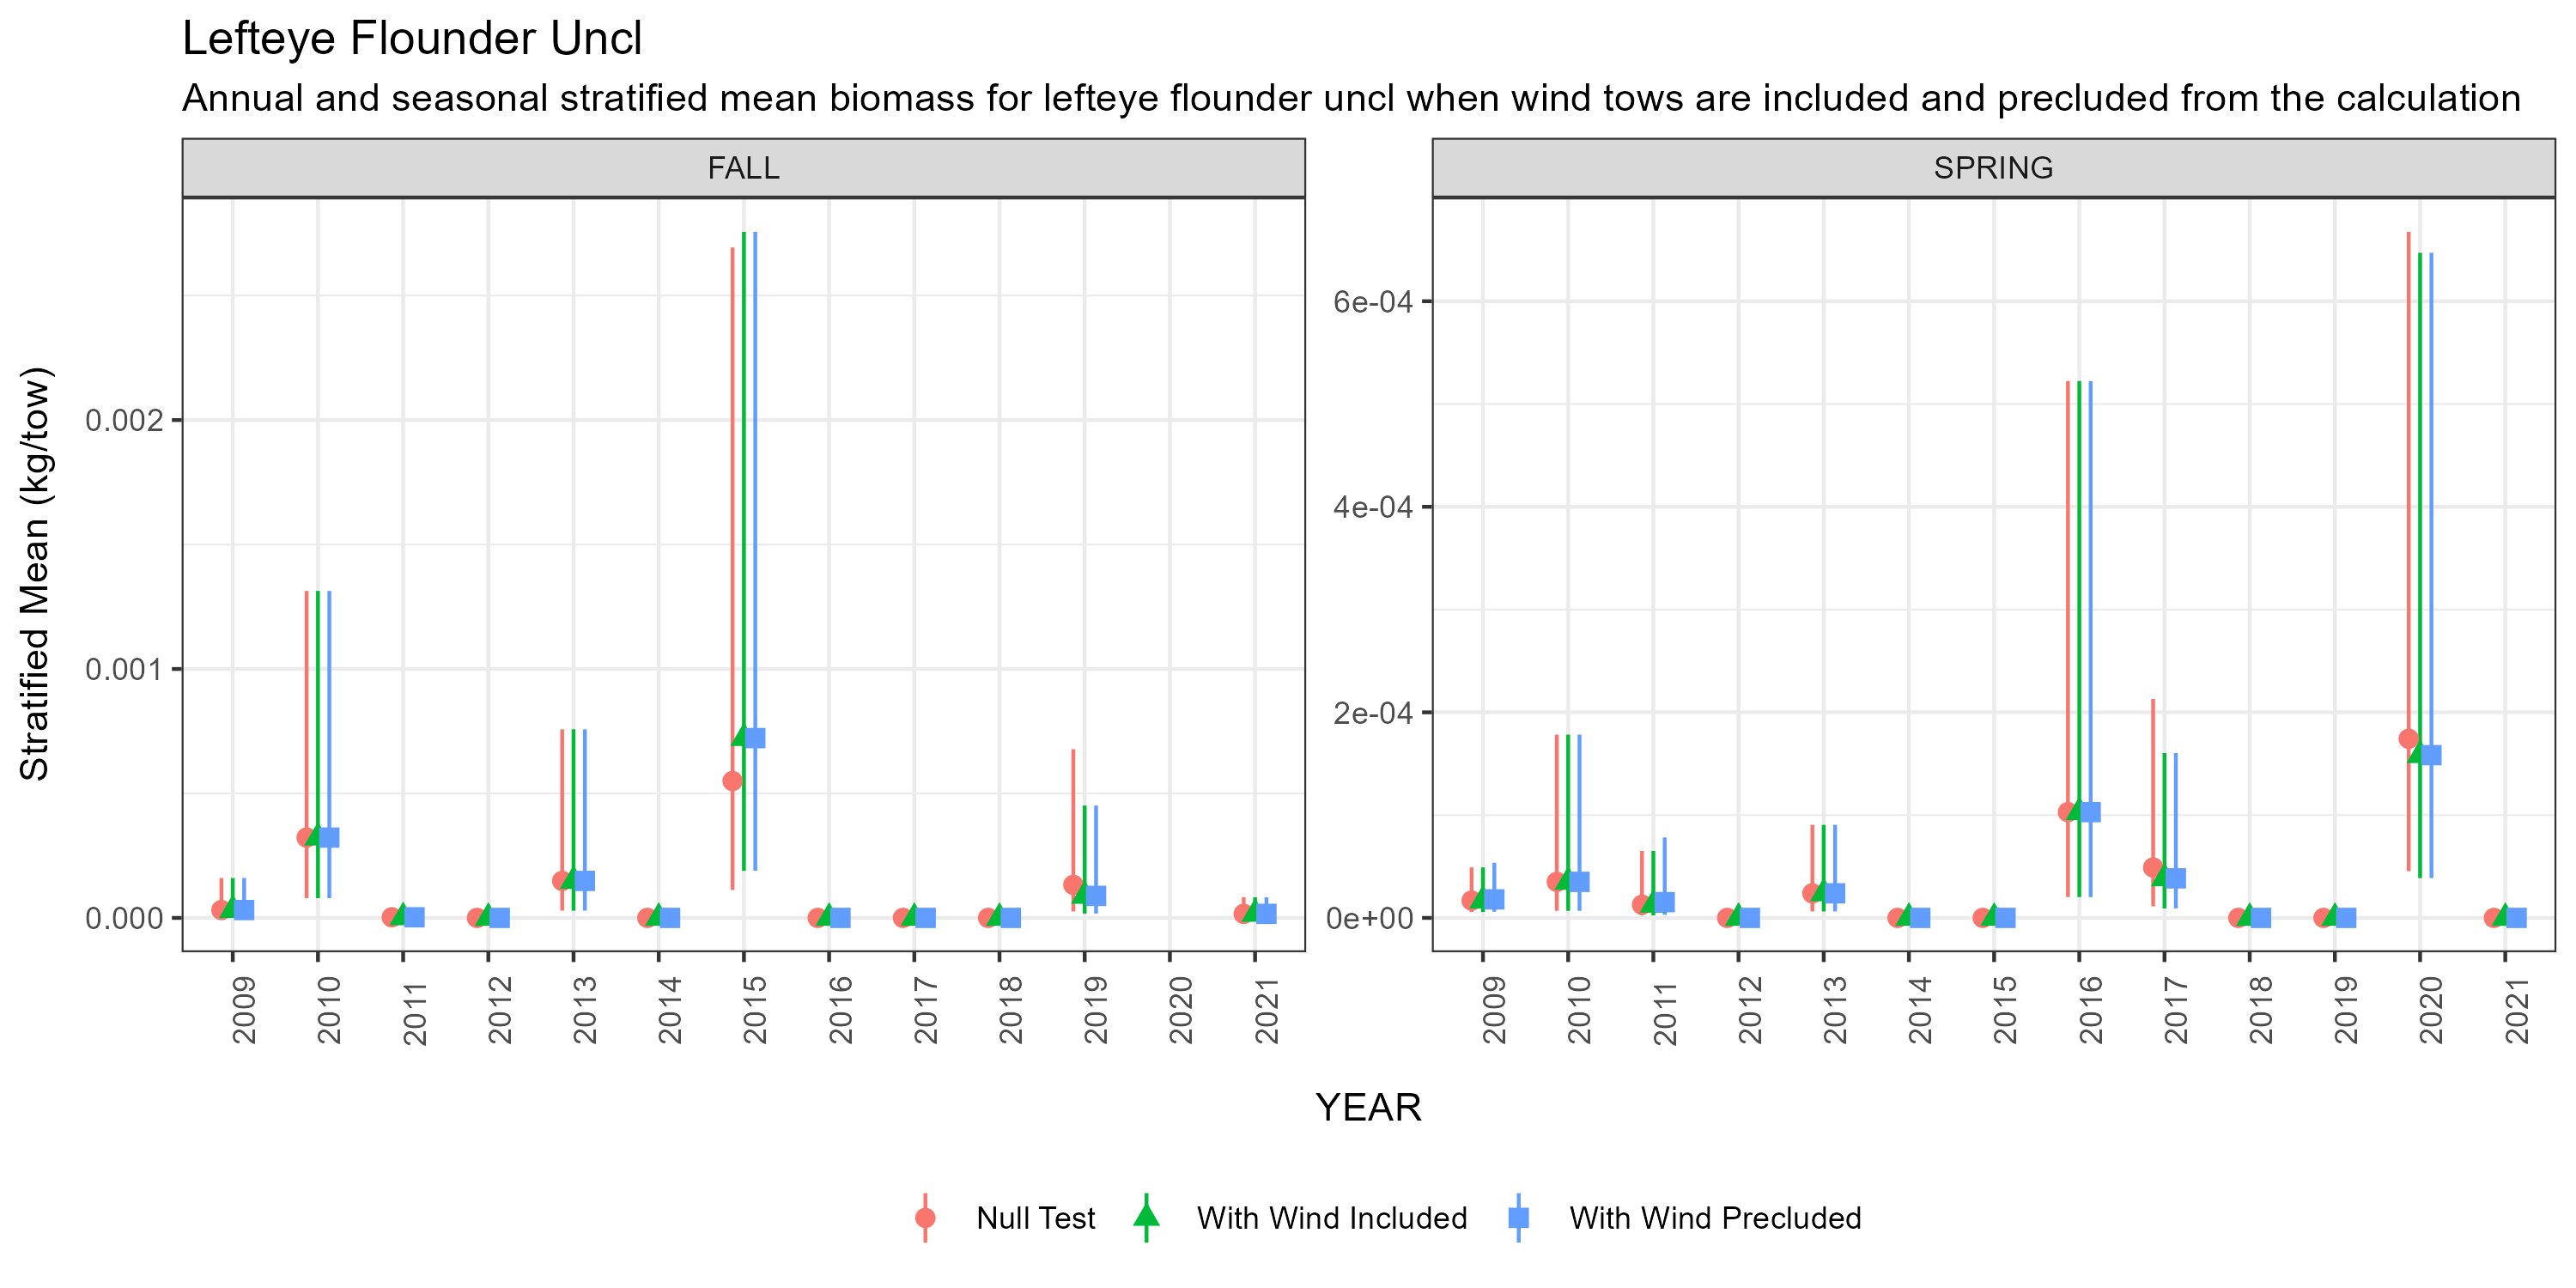 Lefteye Flounder Uncl
Annual and seasonal stratified mean biomass for lefteye flounder uncl when wind tows are included and precluded from the calculation
FALL
SPRING
Stratified Mean (kg/tow)
0.002
0.001
0.000
6e-04
4e-04
2e-04
0e+00
2009 2010 2011 2012 2013 2014 2015 2016 2017 2018 2019 2020 2021
2009 2010 2011 2012 2013 2014 2015 2016 2017 2018 2019 2020 2021
YEAR
Null Test With Wind Included With Wind Precluded